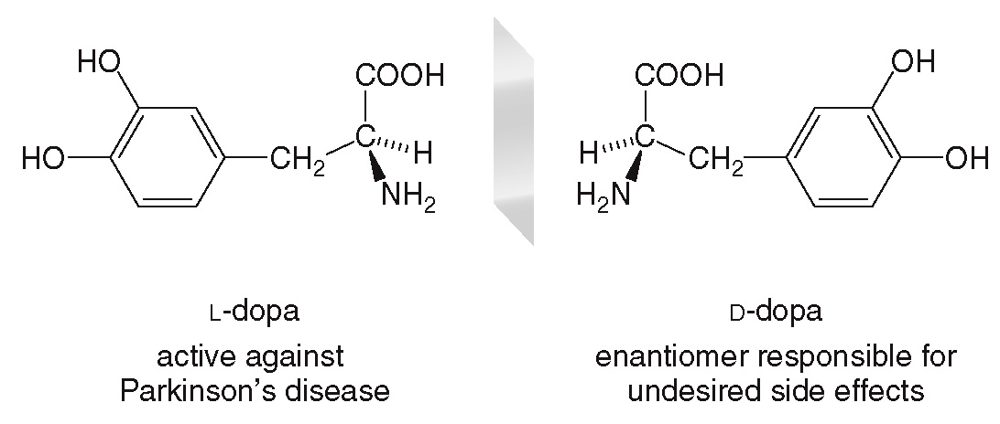 HO
COOH
HO
CH2
C
H
NH2
COOH
OH
H
C
CH2
OH
H2N
L-dopa
active against
Parkinson's disease
D-dopa
enantiomer responsible for
undesired side effects